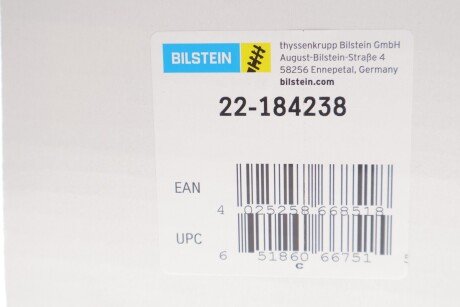 BILSTEIN
thyssenkrupp Bilstein GmbH
August-Bilstein-Straße 4
58256 Ennepetal, Germany
bilstein.com
22-184238
EAN
4 025258 668518
UPC
6 51860 66751
c